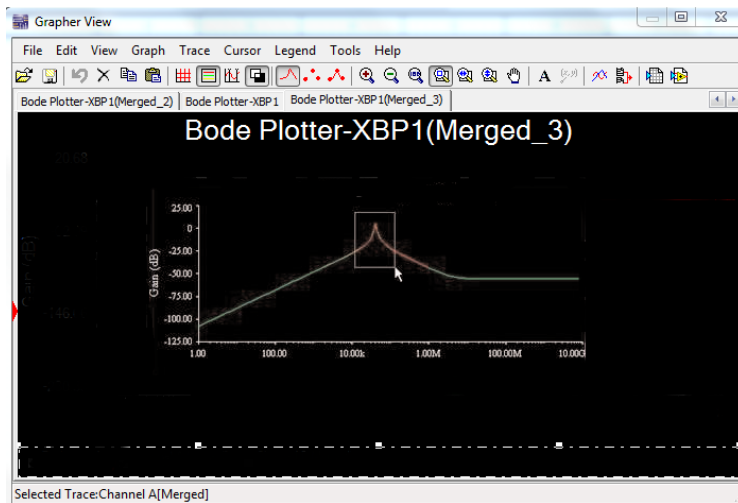 Grapher View
File Edit View Graph Trace Cursor Legend Tools Help
A
Bode Plotter-XBP1(Merged_2) Bode Plotter-XBP1 Bode Plotter-XBP1(Merged_3)
Bode Plotter-XBP1(Merged_3)
25.00
0
-25.00
-50.00
-75.00
-100.00
-125.00
Gain (dB)
1.00 100.00 10.00k 1.00M 100.00M 10.00G
Selected Trace:Channel A[Merged]